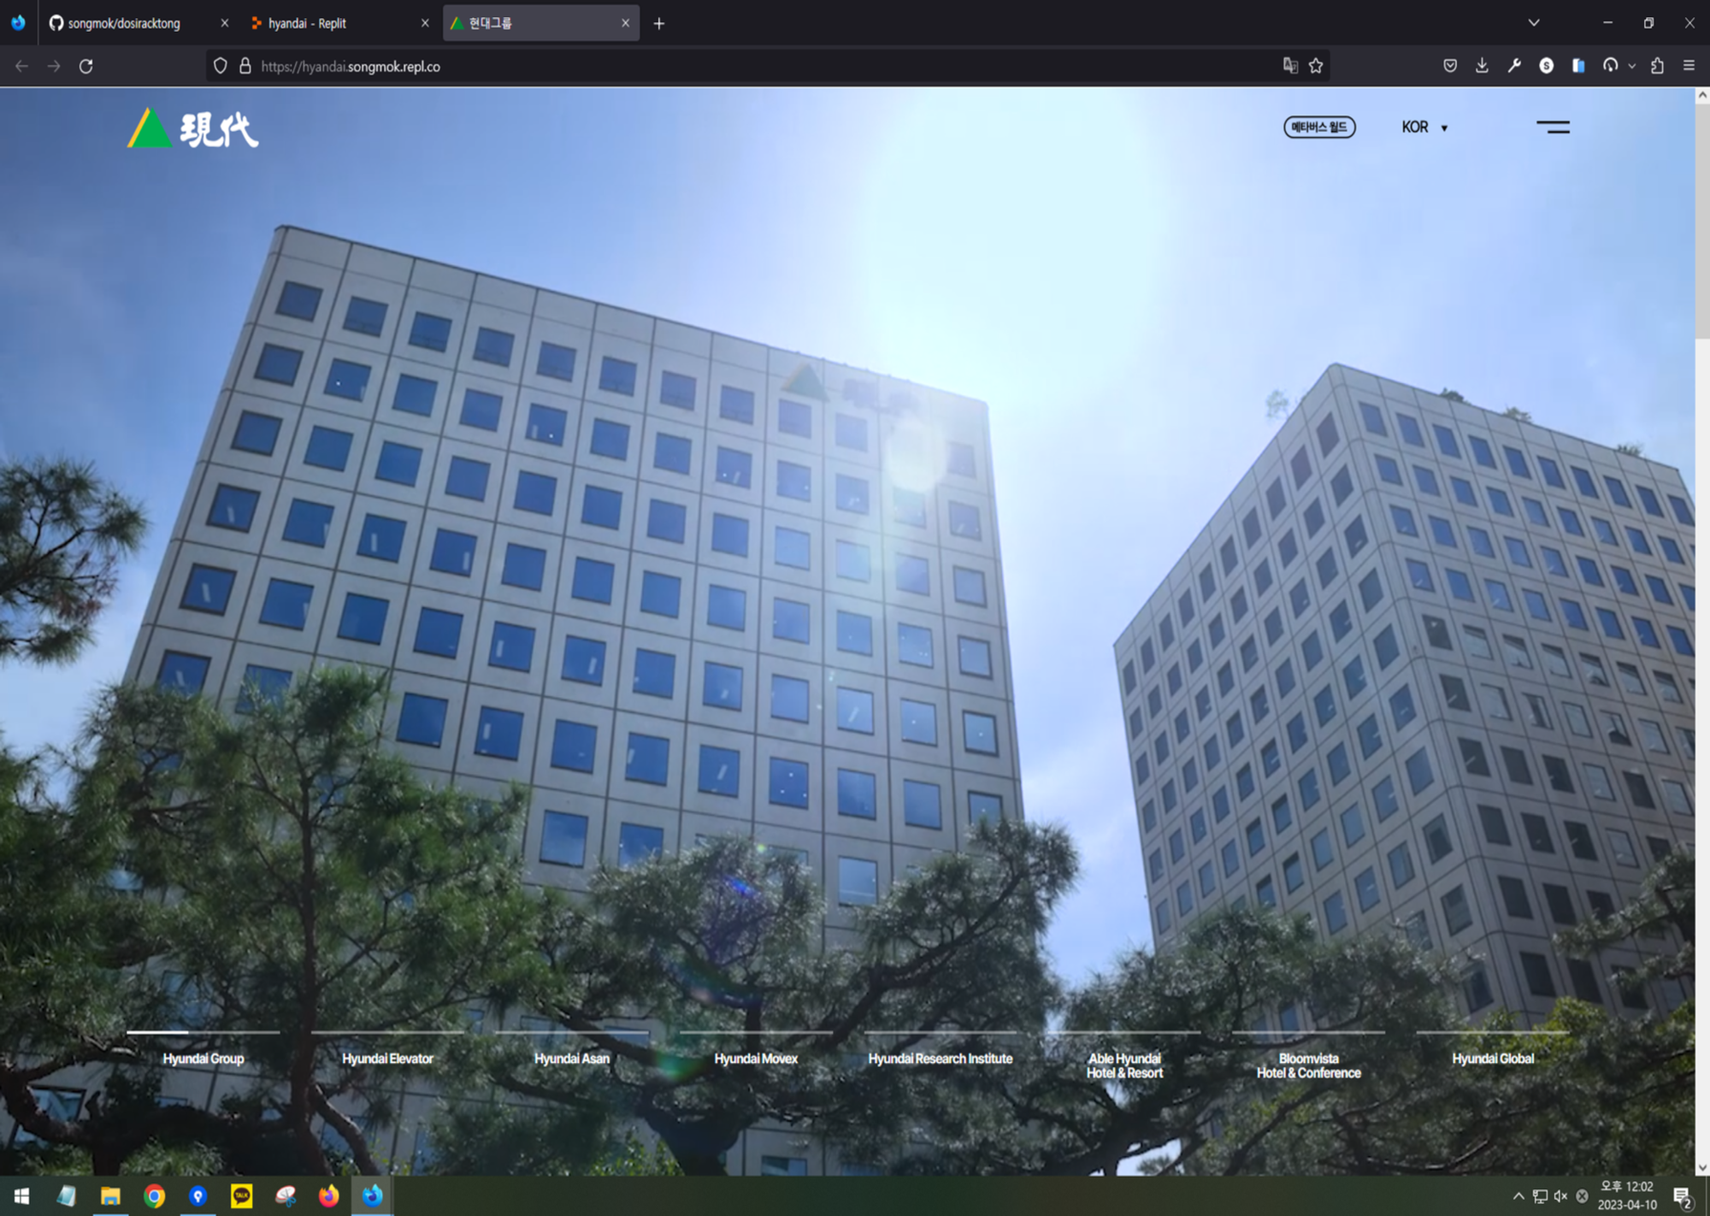 songmok/dosiracktong
hyandai - Replit
현대그룹
https://hyandai.songmok.repl.co
現代
메타버스 월드
KOR ▼
Hyundai Group
Hyundai Elevator
Hyundai Asan
Hyundai Movex
Hyundai Research Institute
Able Hyundai
Hotel & Resort
Bloomvista
Hotel & Conference
Hyundai Global
TALK
오후 12:02
2023-04-10
2